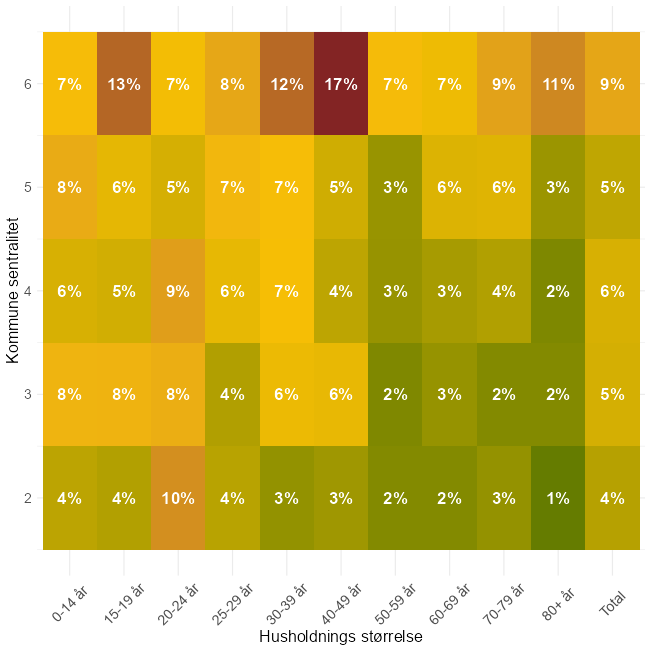 Kommune sentralitet
6 7% 13% 7% 8% 12% 17% 7% 7% 9% 11% 9%
5 8% 6% 5% 7% 7% 5% 3% 6% 6% 3% 5%
4 6% 5% 9% 6% 7% 4% 3% 3% 4% 2% 6%
3 8% 8% 8% 4% 6% 6% 2% 3% 2% 2% 5%
2 4% 4% 10% 4% 3% 3% 2% 2% 3% 1% 4%
0-14 år 15-19 år 20-24 år 25-29 år 30-39 år 40-49 år 50-59 år 60-69 år 70-79 år 80+ år Total
Husholdnings størrelse